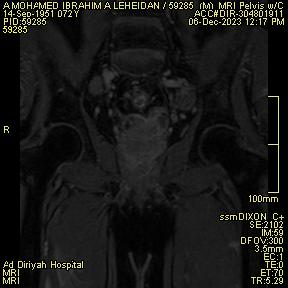 A MOHAMED IBRAHIM A LEHEIDAN / 59285 (M) MRI Pelvis w/C
14-Sep-1951 072Y ACC#DIR-304801911
PID:59285 06-Dec-2023 12:17 PM
59285
R
100mm
ssmDIXON C+
SE:2102
IM:59
DFOV:300
3.5mm
EC:1
Ad Diriyah Hospital TE:0
MRI ET:70
MRI TR:5.29